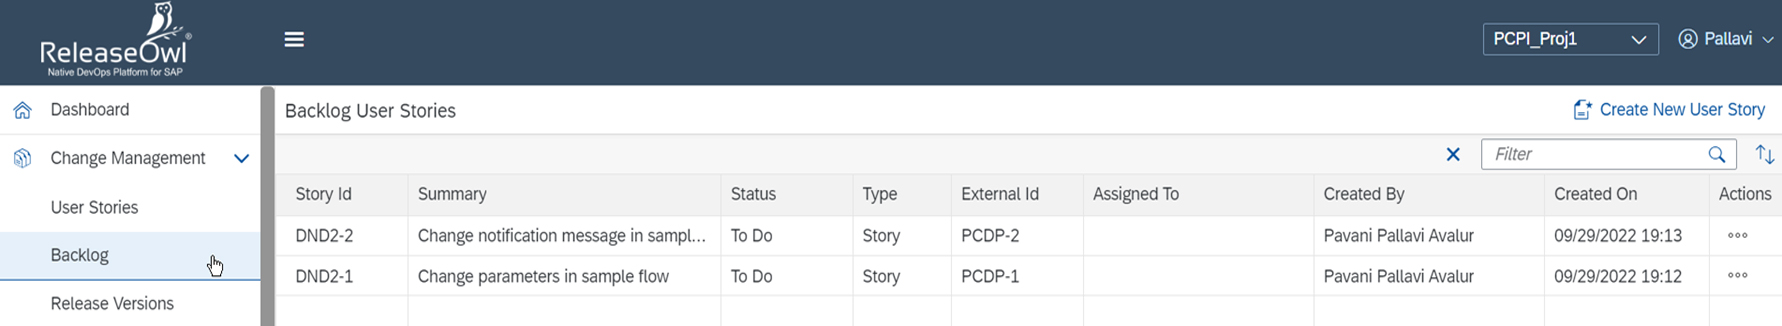 ReleaseOwl®
Native DevOps Platform for SAP
PCPI_Proj1
Pallavi
Dashboard
Change Management
User Stories
Backlog
Release Versions
Backlog User Stories
Create New User Story
Filter
Story Id Summary Status Type External Id Assigned To Created By Created On Actions
DND2-2 Change notification message in sampl... To Do Story PCDP-2 Pavani Pallavi Avalur 09/29/2022 19:13
DND2-1 Change parameters in sample flow To Do Story PCDP-1 Pavani Pallavi Avalur 09/29/2022 19:12